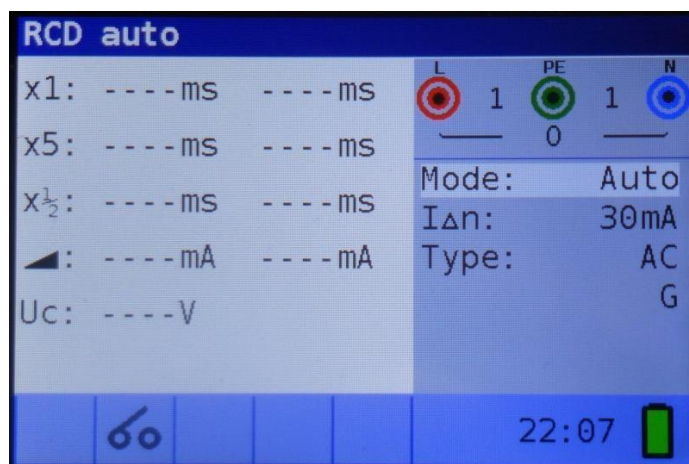 RCD auto
x1: ----ms ----ms
x5: ----ms ----ms
x½: ----ms ----ms
◢: ----mA ----mA
Uc: ----V
L PE N
1 1
0
Mode: Auto
I∆n: 30mA
Type: AC
G
22:07